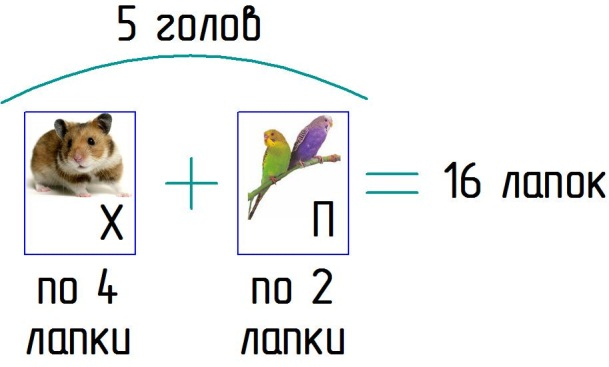 5 голов
Х
П
16 лапок
по 4
лапки
по 2
лапки